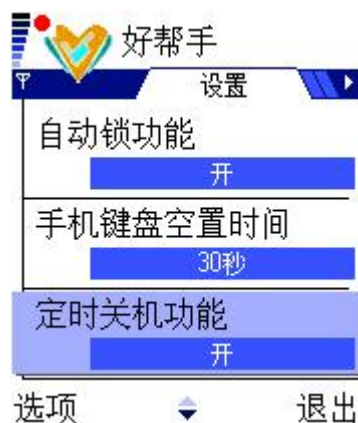 好帮手
设置
自动锁功能
开
手机键盘空置时间
30秒
定时关机功能
开
选项 退出